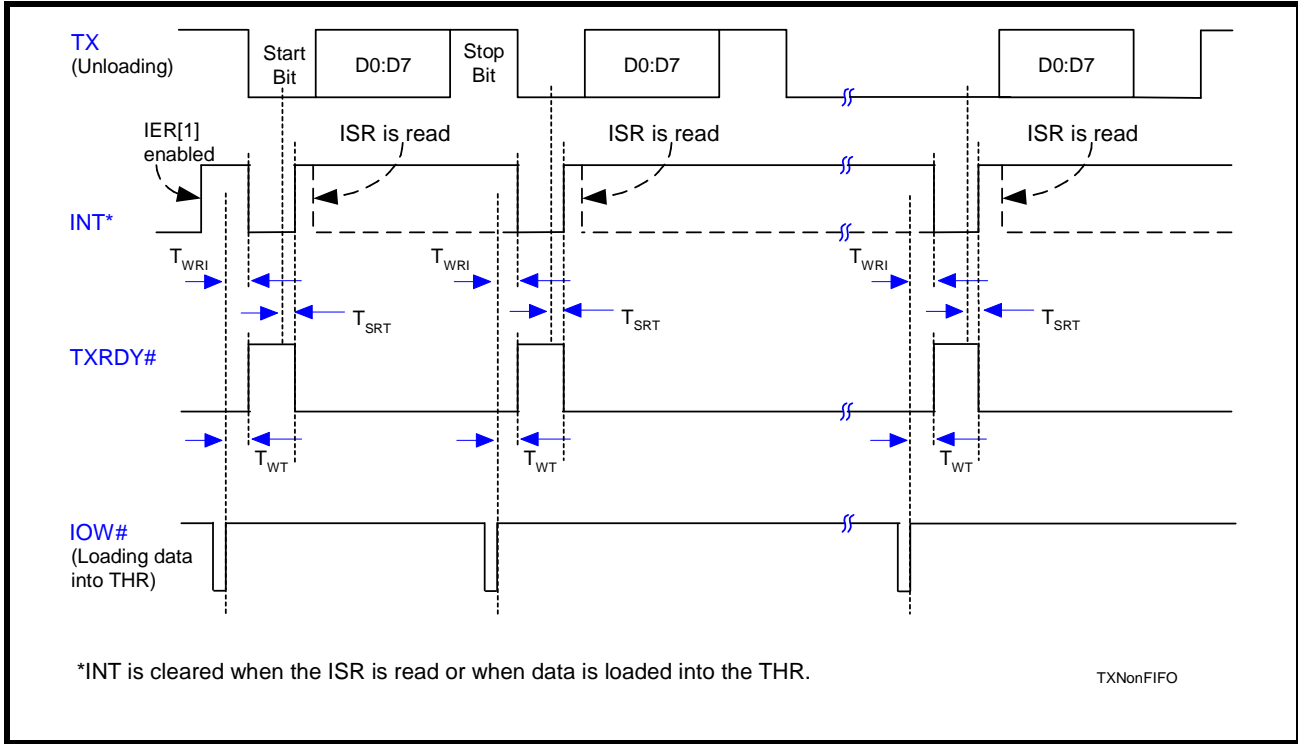 TX
(Unloading)
Start
Bit
D0:D7
Stop
Bit
D0:D7
D0:D7
IER[1]
enabled
ISR is read
ISR is read
ISR is read
INT*
TWRI
TWRI
TWRI
TSRT
TSRT
TSRT
TXRDY#
TWT
TWT
TWT
IOW#
(Loading data
into THR)
*INT is cleared when the ISR is read or when data is loaded into the THR.
TXNonFIFO